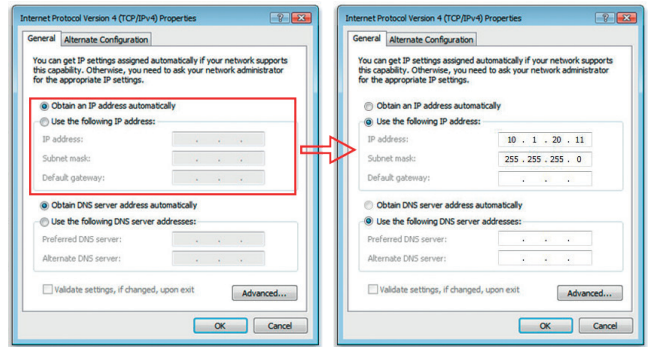 Internet Protocol Version 4 (TCP/IPv4) Properties
General
Alternate Configuration
You can get IP settings assigned automatically if your network supports
this capability. Otherwise, you need to ask your network administrator
for the appropriate IP settings.
Obtain an IP address automatically
Use the following IP address:
IP address:
Subnet mask:
Default gateway:
Obtain DNS server address automatically
Use the following DNS server addresses:
Preferred DNS server:
Alternate DNS server:
Validate settings, if changed, upon exit
Advanced...
OK
Cancel
Internet Protocol Version 4 (TCP/IPv4) Properties
General
Alternate Configuration
You can get IP settings assigned automatically if your network supports
this capability. Otherwise, you need to ask your network administrator
for the appropriate IP settings.
Obtain an IP address automatically
Use the following IP address:
IP address: 10 . 1 . 20 . 11
Subnet mask: 255 . 255 . 255 . 0
Default gateway: . . .
Obtain DNS server address automatically
Use the following DNS server addresses:
Preferred DNS server: . . .
Alternate DNS server: . . .
Validate settings, if changed, upon exit
Advanced...
OK
Cancel